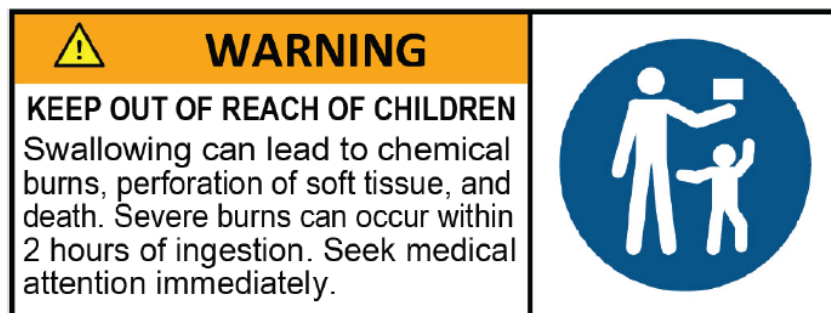 WARNING
KEEP OUT OF REACH OF CHILDREN
Swallowing can lead to chemical
burns, perforation of soft tissue, and
death. Severe burns can occur within
2 hours of ingestion. Seek medical
attention immediately.